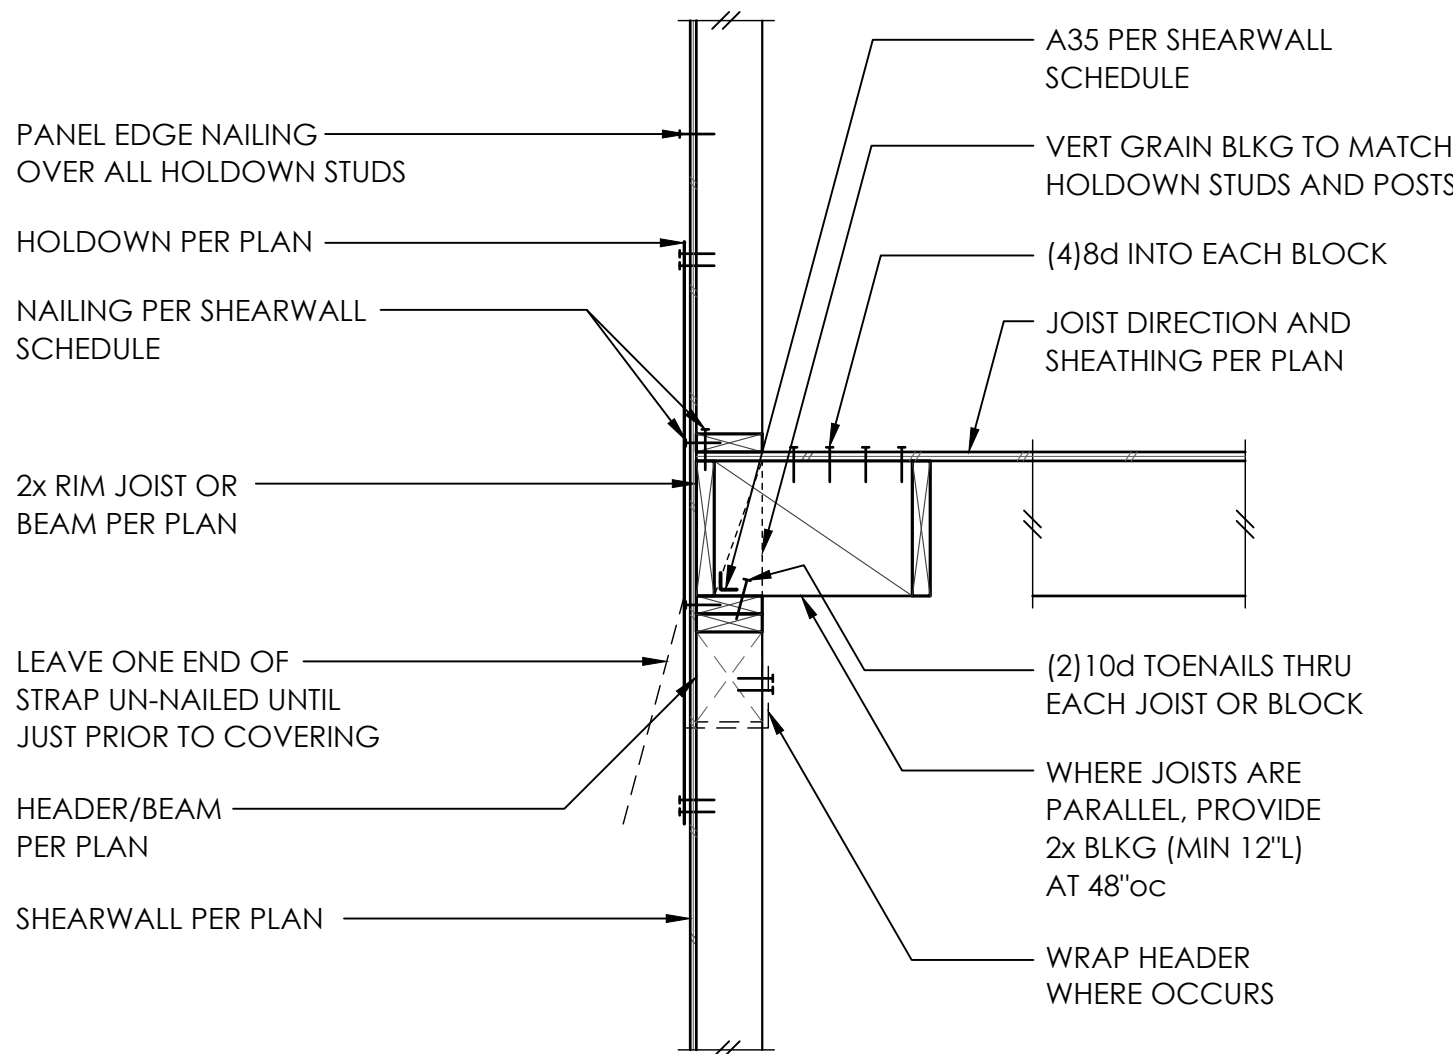 PANEL EDGE NAILING
OVER ALL HOLDOWN STUDS
HOLDOWN PER PLAN
NAILING PER SHEARWALL
SCHEDULE
2x RIM JOIST OR
BEAM PER PLAN
LEAVE ONE END OF
STRAP UN-NAILED UNTIL
JUST PRIOR TO COVERING
HEADER/BEAM
PER PLAN
SHEARWALL PER PLAN
A35 PER SHEARWALL
SCHEDULE
VERT GRAIN BLKG TO MATCH
HOLDOWN STUDS AND POSTS
(4)8d INTO EACH BLOCK
JOIST DIRECTION AND
SHEATHING PER PLAN
(2)10d TOENAILS THRU
EACH JOIST OR BLOCK
WHERE JOISTS ARE
PARALLEL, PROVIDE
2x BLKG (MIN 12"L)
AT 48"oc
WRAP HEADER
WHERE OCCURS